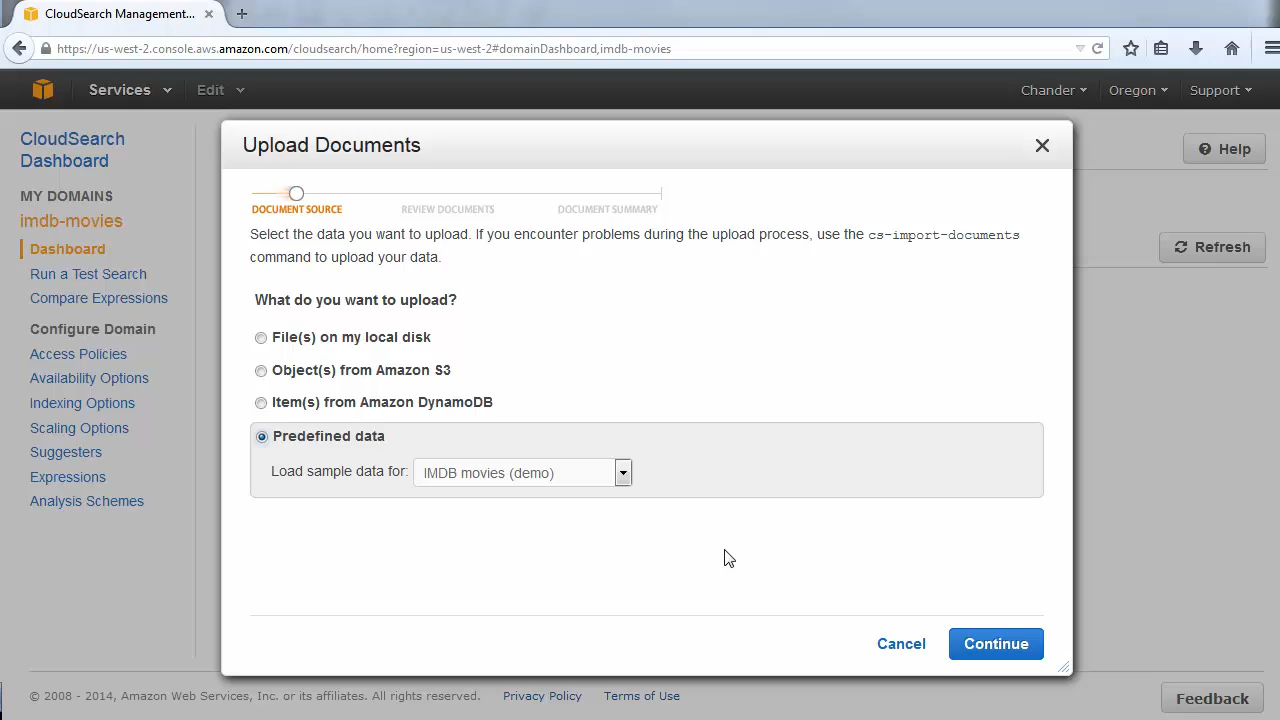 CloudSearch Management...
https://us-west-2.console.aws.amazon.com/cloudsearch/home?region=us-west-2#domainDashboard,imdb-movies
Services
Edit
Chander
Oregon
Support
CloudSearch
Dashboard
MY DOMAINS
imdb-movies
Dashboard
Run a Test Search
Compare Expressions
Configure Domain
Access Policies
Availability Options
Indexing Options
Scaling Options
Suggesters
Expressions
Analysis Schemes
Help
Refresh
Upload Documents
DOCUMENT SOURCE
REVIEW DOCUMENTS
DOCUMENT SUMMARY
Select the data you want to upload. If you encounter problems during the upload process, use the cs-import-documents
command to upload your data.
What do you want to upload?
File(s) on my local disk
Object(s) from Amazon S3
Item(s) from Amazon DynamoDB
Predefined data
Load sample data for:
IMDB movies (demo)
Cancel
Continue
© 2008 - 2014, Amazon Web Services, Inc. or its affiliates. All rights reserved.
Privacy Policy
Terms of Use
Feedback